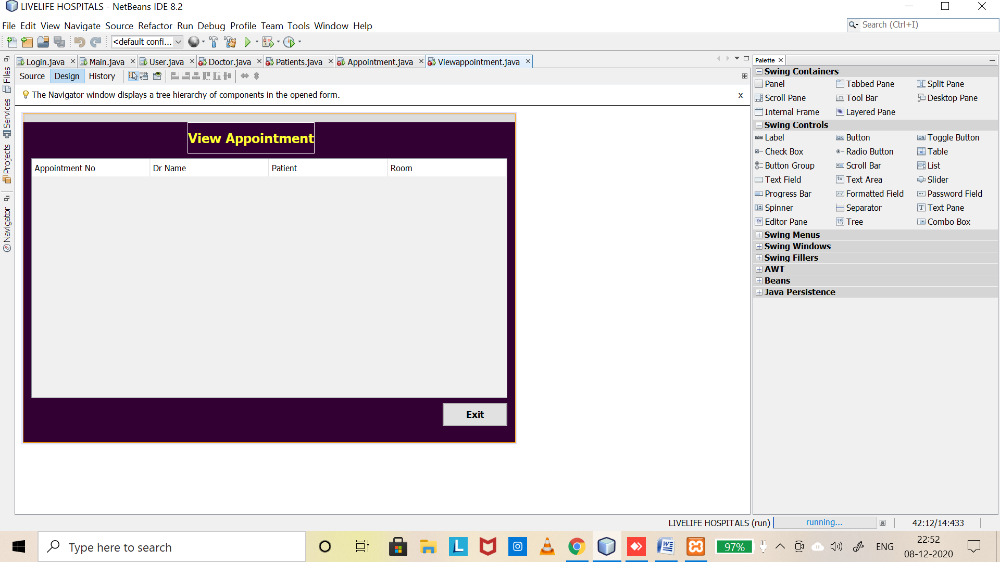 LIVELIFE HOSPITALS - NetBeans IDE 8.2
File Edit View Navigate Source Refactor Run Debug Profile Team Tools Window Help
Search (Ctrl+I)
<default confi...
Login.java Main.java User.java Doctor.java Patients.java Appointment.java Viewappointment.java
Source Design History
The Navigator window displays a tree hierarchy of components in the opened form. x
Files
Services
Projects
Navigator
View Appointment
Appointment No Dr Name Patient Room
Exit
Palette
Swing Containers
Panel Tabbed Pane Split Pane
Scroll Pane Tool Bar Desktop Pane
Internal Frame Layered Pane
Swing Controls
label Label OK Button ON Toggle Button
Check Box Radio Button Table
Button Group Scroll Bar List
Text Field Text Area Slider
Progress Bar Formatted Field Password Field
Spinner Separator Text Pane
Editor Pane Tree Combo Box
Swing Menus
Swing Windows
Swing Fillers
AWT
Beans
Java Persistence
LIVELIFE HOSPITALS (run) running... 42:12/14:433
Type here to search
97%
ENG
22:52
08-12-2020